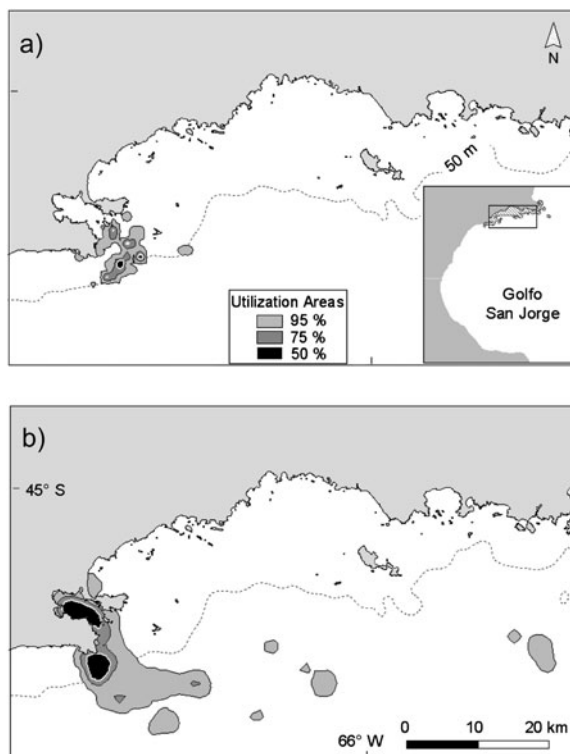 a)
N
50 m
Utilization Areas
95 %
75 %
50 %
Golfo
San Jorge
b)
45° S
66° W
0 10 20 km